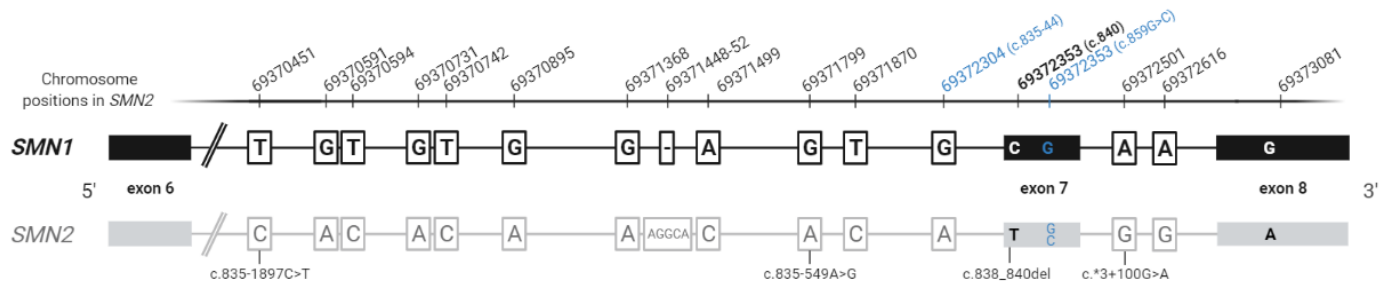 69370451
69370591
69370594
69370731
69370742
69370895
69371368
69371448-52
69371499
69371799
69371870
69372304 (c.835-44)
69372353 (c.840)
69372353 (c.859G>C)
69372501
69372616
69373081
Chromosome
positions in SMN2
SMN1 T G T G T G G - A G T G C G A A G
5' exon 6 exon 7 exon 8 3'
SMN2 C A C A C A A AGGCA C A C A T G C G G A
c.835-1897C>T c.835-549A>G c.838_840del c.*3+100G>A